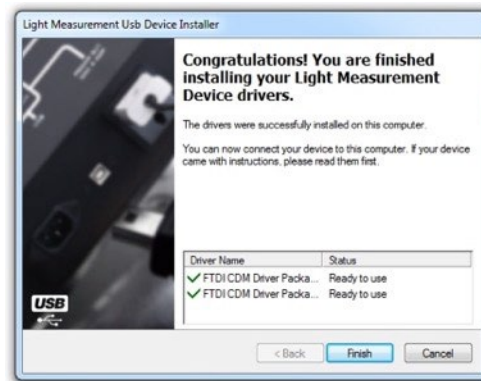 Light Measurement Usb Device Installer
Congratulations! You are finished
installing your Light Measurement
Device drivers.
The drivers were successfully installed on this computer.
You can now connect your device to this computer. If your device
came with instructions, please read them first.
Driver Name Status
FTDI CDM Driver Packa... Ready to use
FTDI CDM Driver Packa... Ready to use
USB
< Back Finish Cancel